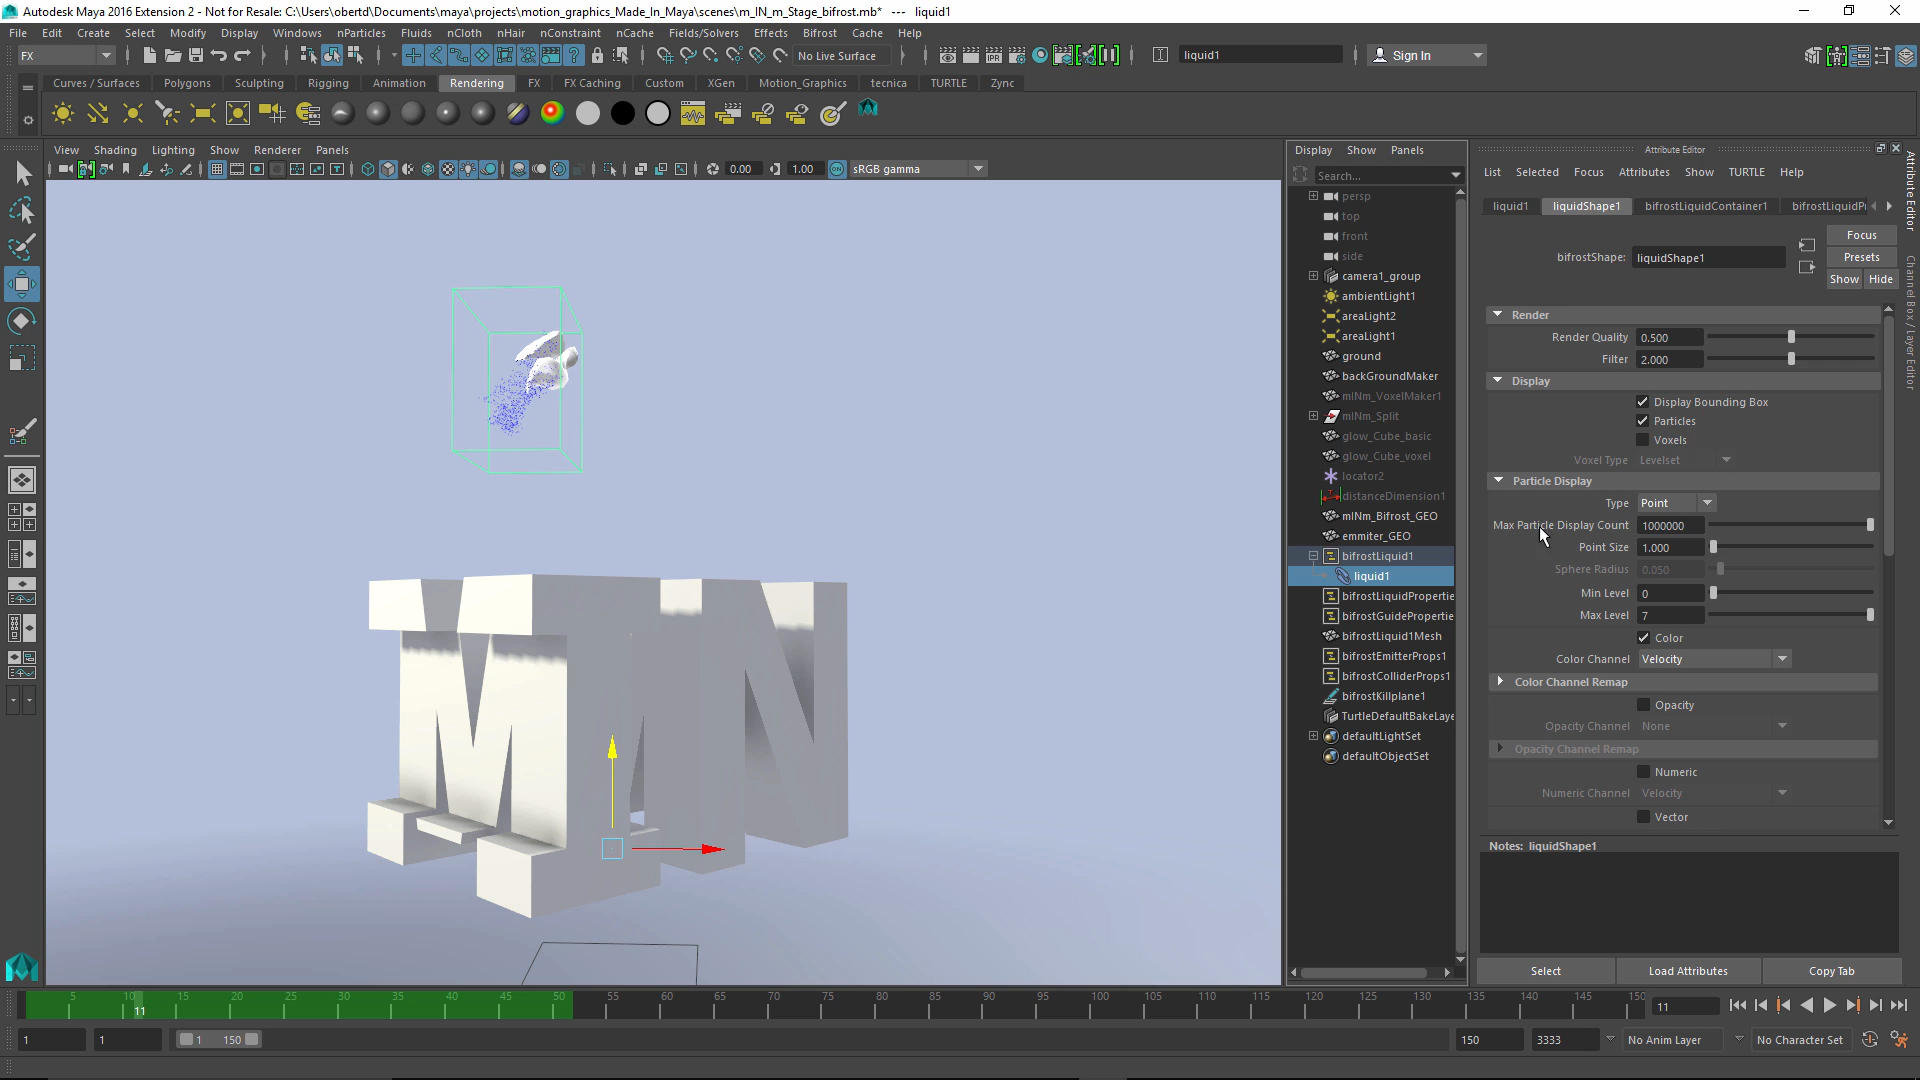 Autodesk Maya 2016 Extension 2 - Not for Resale: C:\Users\obertd\Documents\maya\projects\motion_graphics_Made_In_Maya\scenes\m_IN_m_Stage_bifrost.mb*   ---   liquid1
File Edit Create Select Modify Display Windows nParticles Fluids nCloth nHair nConstraint nCache Fields/Solvers Effects Bifrost Cache Help
FX No Live Surface IPR liquid1 Sign In
Curves / Surfaces Polygons Sculpting Rigging Animation Rendering FX FX Caching Custom XGen Motion_Graphics tecnica TURTLE Zync
View Shading Lighting Show Renderer Panels
0.00 1.00 ON sRGB gamma
Display Show Panels
Search...
persp
top
front
side
camera1_group
ambientLight1
areaLight2
areaLight1
ground
backGroundMaker
mINm_VoxelMaker1
mINm_Split
glow_Cube_basic
glow_Cube_voxel
locator2
distanceDimension1
mINm_Bifrost_GEO
emmiter_GEO
bifrostLiquid1
liquid1
bifrostLiquidPropertie
bifrostGuidePropertie
bifrostLiquid1Mesh
bifrostEmitterProps1
bifrostColliderProps1
bifrostKillplane1
TurtleDefaultBakeLaye
defaultLightSet
defaultObjectSet
Attribute Editor
List Selected Focus Attributes Show TURTLE Help
liquid1 liquidShape1 bifrostLiquidContainer1 bifrostLiquidPr
Focus
bifrostShape: liquidShape1 Presets
Show Hide
Render
Render Quality 0.500
Filter 2.000
Display
Display Bounding Box
Particles
Voxels
Voxel Type Levelset
Particle Display
Type Point
Max Particle Display Count 1000000
Point Size 1.000
Sphere Radius 0.050
Min Level 0
Max Level 7
Color
Color Channel Velocity
Color Channel Remap
Opacity
Opacity Channel None
Opacity Channel Remap
Numeric
Numeric Channel Velocity
Vector
Notes: liquidShape1
Select Load Attributes Copy Tab
Attribute Editor
Channel Box / Layer Editor
5 10 15 20 25 30 35 40 45 50 55 60 65 70 75 80 85 90 95 100 105 110 115 120 125 130 135 140 145 150
11 11
1 1 1 150 150 3333 No Anim Layer No Character Set